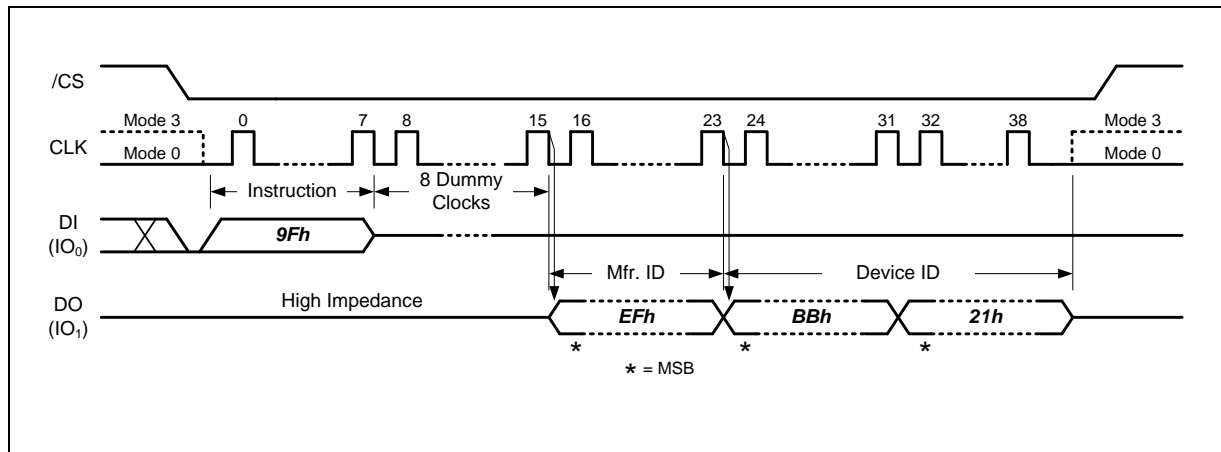 /CS
Mode 3 0 7 8 15 16 23 24 31 32 38 Mode 3
CLK
Mode 0 Mode 0
Instruction 8 Dummy Clocks
DI
(IO₀)
9Fh
Mfr. ID Device ID
DO
(IO₁)
High Impedance
EFh BBh 21h
* * *
* = MSB